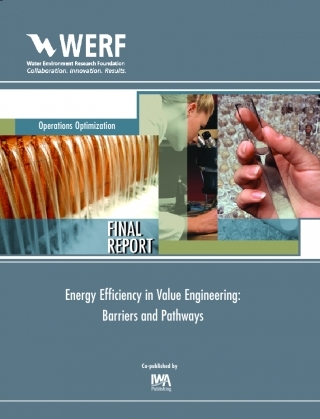 WERF
Water Environment Research Foundation
Collaboration. Innovation. Results.
Operations Optimization
FINAL
REPORT
Energy Efficiency in Value Engineering:
Barriers and Pathways
Co-published by
IWA
Publishing